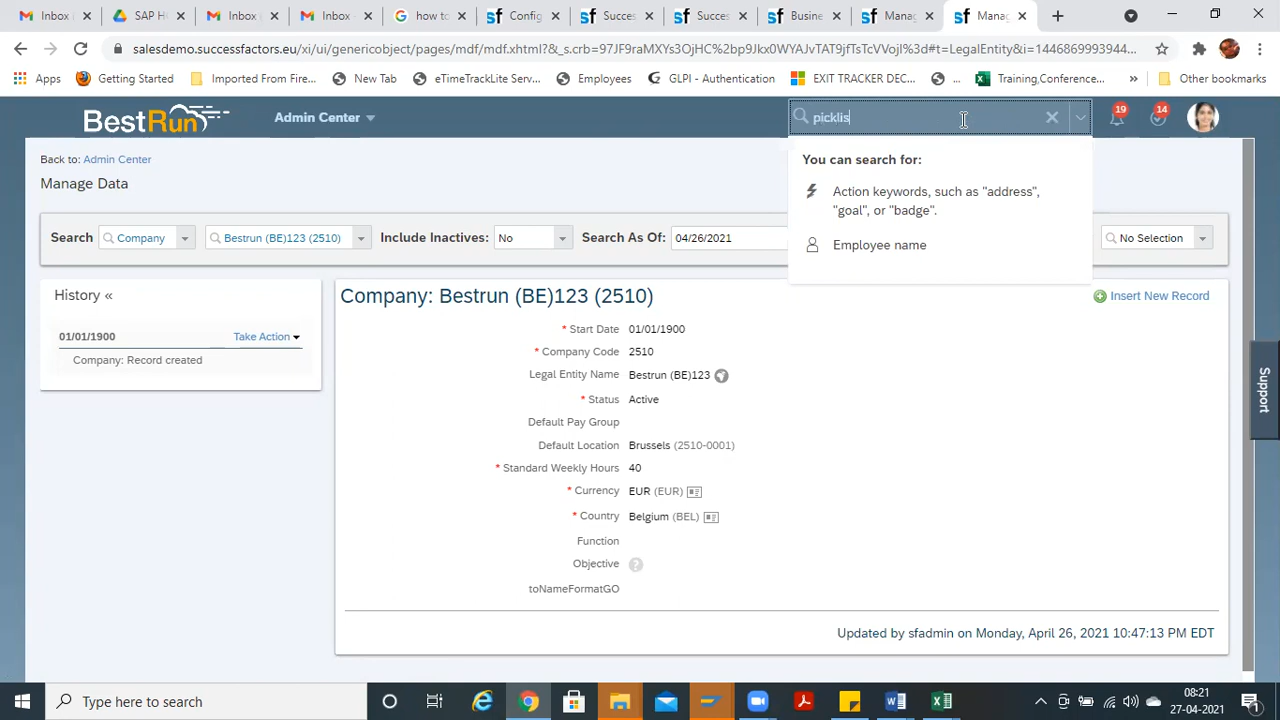 Inbox
SAP H
Inbox (
Inbox -
how to
Config
Succes
Succes
Busine
Mana
Mana
salesdemo.successfactors.eu/xi/ui/genericobject/pages/mdf/mdf.xhtml?&_s.crb=97JF9raMXYs3OjHC%2bp9Jkx0WYAJvTAT9jfTsTcVVojI%3d#t=LegalEntity&i=1446869993944...
Apps
Getting Started
Imported From Fire...
New Tab
eTimeTrackLite Serv...
Employees
GLPI - Authentication
EXIT TRACKER DEC...
...
Training,Conference...
»
Other bookmarks
BestRun
Admin Center
picklis
19
14
You can search for:
Action keywords, such as "address",
"goal", or "badge".
Employee name
Back to: Admin Center
Manage Data
Search
Company
Bestrun (BE)123 (2510)
Include Inactives:
No
Search As Of:
04/26/2021
No Selection
History «
01/01/1900
Take Action
Company: Record created
Company: Bestrun (BE)123 (2510)
Insert New Record
* Start Date 01/01/1900
* Company Code 2510
Legal Entity Name Bestrun (BE)123
* Status Active
Default Pay Group
Default Location Brussels (2510-0001)
* Standard Weekly Hours 40
* Currency EUR (EUR)
* Country Belgium (BEL)
Function
Objective ?
toNameFormatGO
Updated by sfadmin on Monday, April 26, 2021 10:47:13 PM EDT
Support
Type here to search
08:21
27-04-2021
1